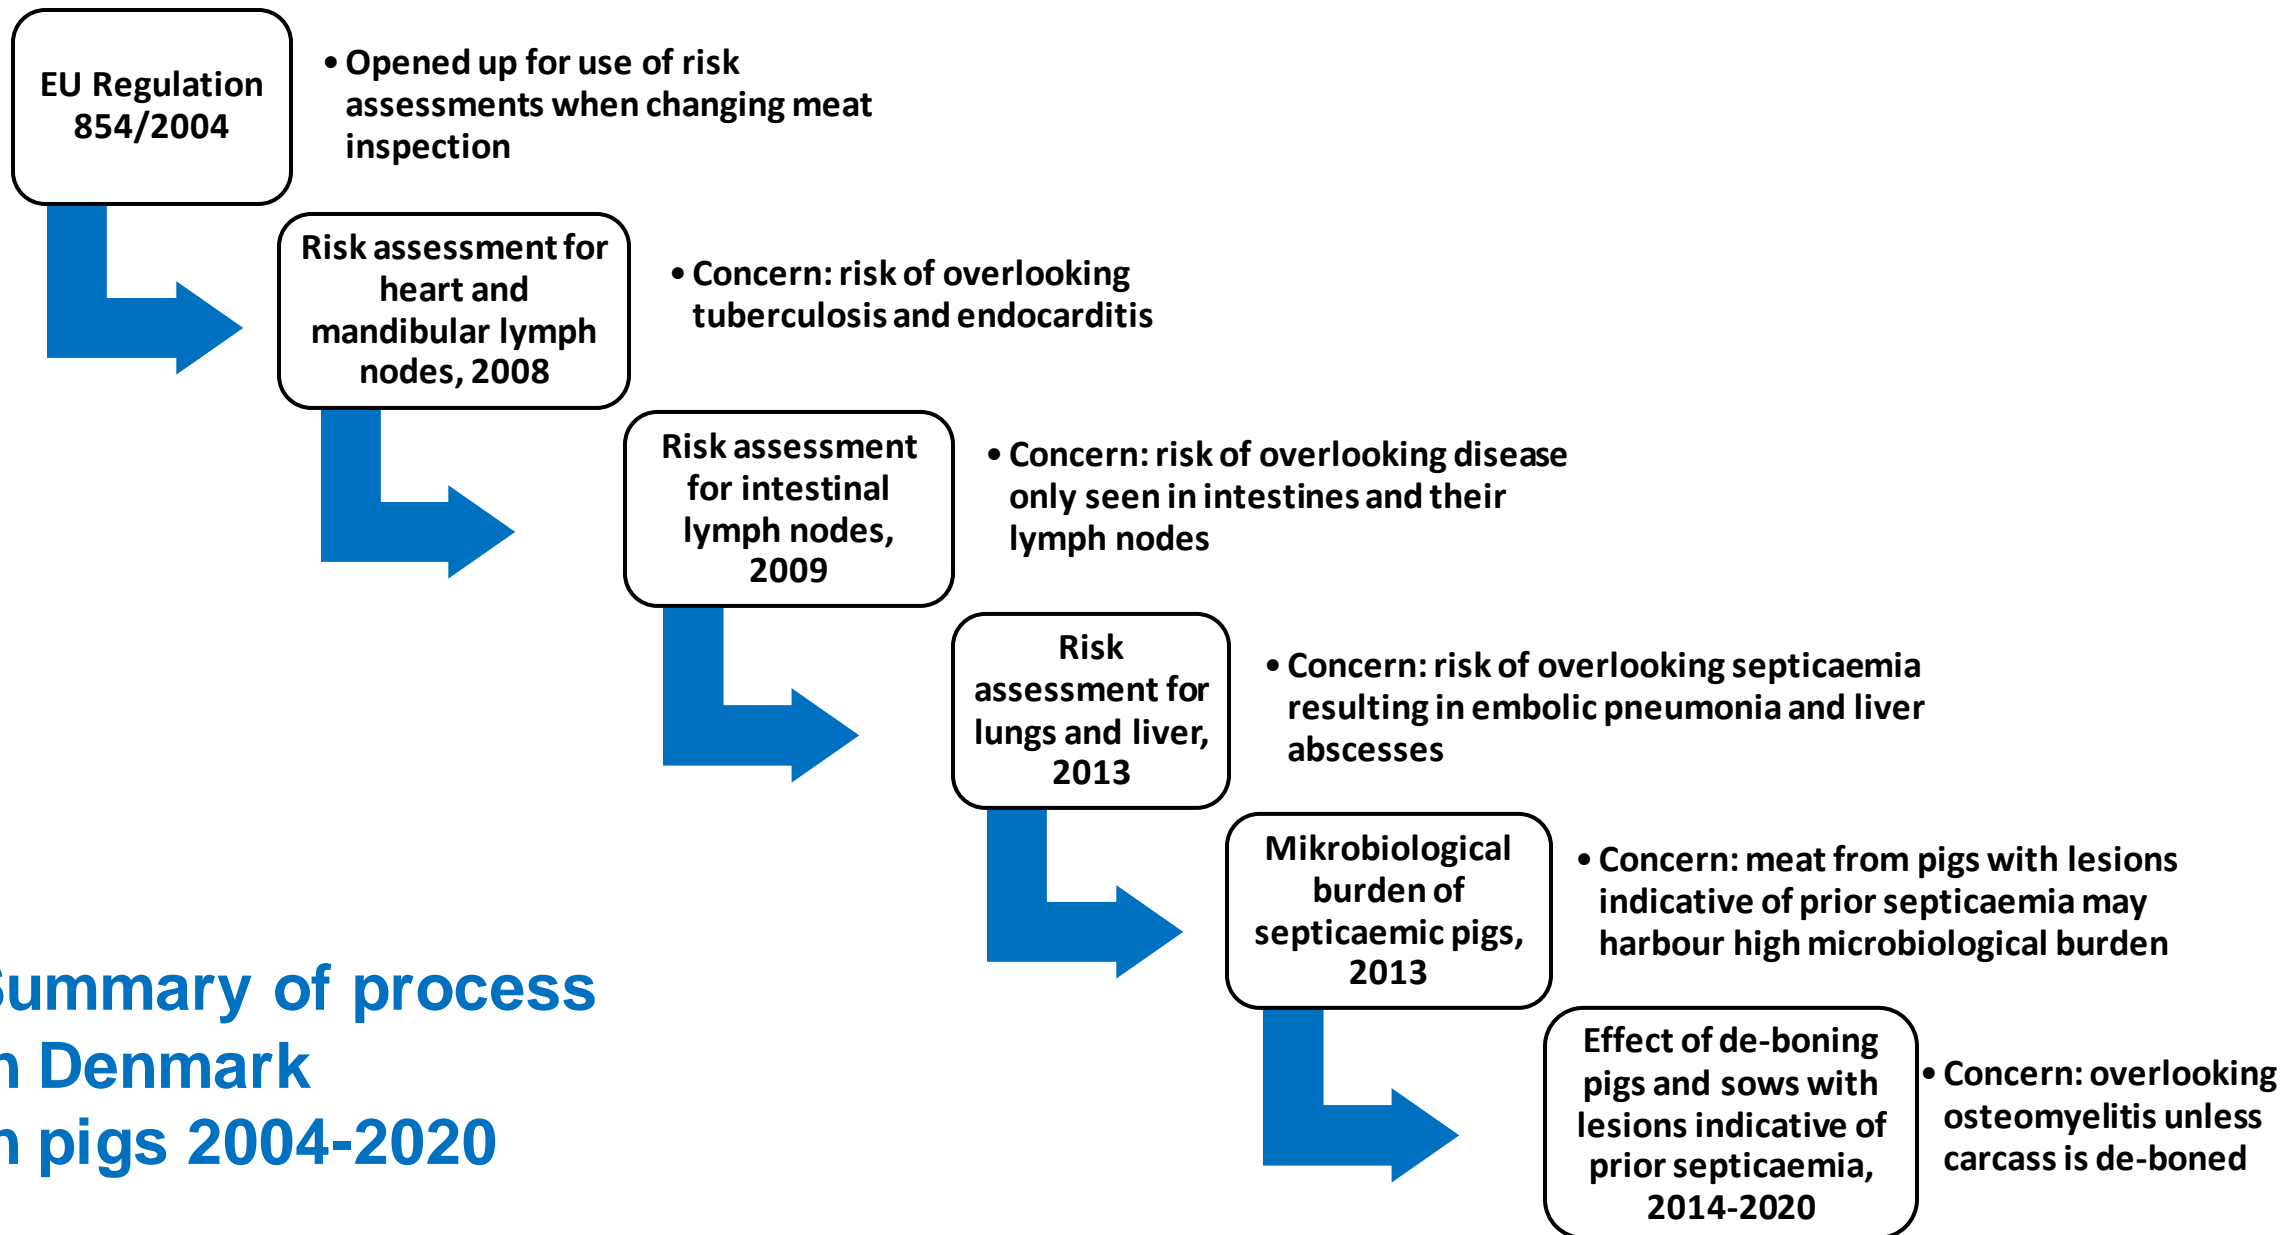 EU Regulation
854/2004
• Opened up for use of risk
assessments when changing meat
inspection
Risk assessment for
heart and
mandibular lymph
nodes, 2008
• Concern: risk of overlooking
tuberculosis and endocarditis
Risk assessment
for intestinal
lymph nodes,
2009
• Concern: risk of overlooking disease
only seen in intestines and their
lymph nodes
Risk
assessment for
lungs and liver,
2013
• Concern: risk of overlooking septicaemia
resulting in embolic pneumonia and liver
abscesses
Mikrobiological
burden of
septicaemic pigs,
2013
• Concern: meat from pigs with lesions
indicative of prior septicaemia may
harbour high microbiological burden
Effect of de-boning
pigs and sows with
lesions indicative of
prior septicaemia,
2014-2020
• Concern: overlooking
osteomyelitis unless
carcass is de-boned
Summary of process
n Denmark
n pigs 2004-2020